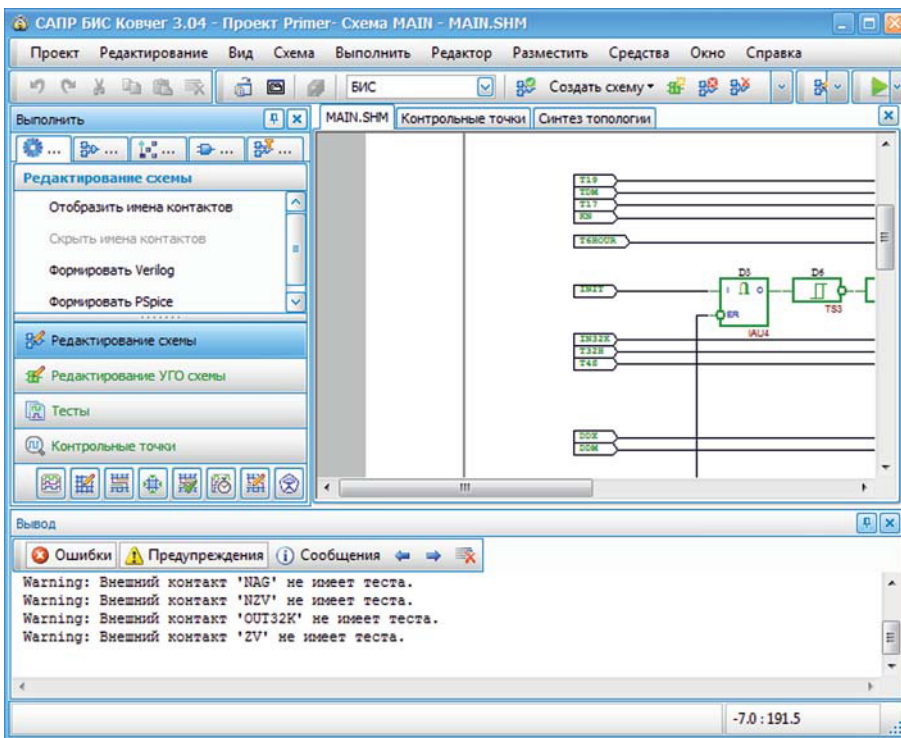 САПР БИС Ковчег 3.04 - Проект Primer- Схема MAIN - MAIN.SHM
Проект Редактирование Вид Схема Выполнить Редактор Разместить Средства Окно Справка
БИС Создать схему
Выполнить
MAIN.SHM Контрольные точки Синтез топологии
Редактирование схемы
Отобразить имена контактов
Скрыть имена контактов
Формировать Verilog
Формировать PSpice
Редактирование схемы
Редактирование УГО схемы
Тесты
Контрольные точки
T19
TDM
T17
KN
T6HOUR
INIT
D3
I
O
ER
IAU4
D6
TS3
IN32K
T32H
T4S
DDX
DDM
Вывод
Ошибки Предупреждения Сообщения
Warning: Внешний контакт 'NAG' не имеет теста.
Warning: Внешний контакт 'NZV' не имеет теста.
Warning: Внешний контакт 'OUT32K' не имеет теста.
Warning: Внешний контакт 'ZV' не имеет теста.
-7.0 : 191.5